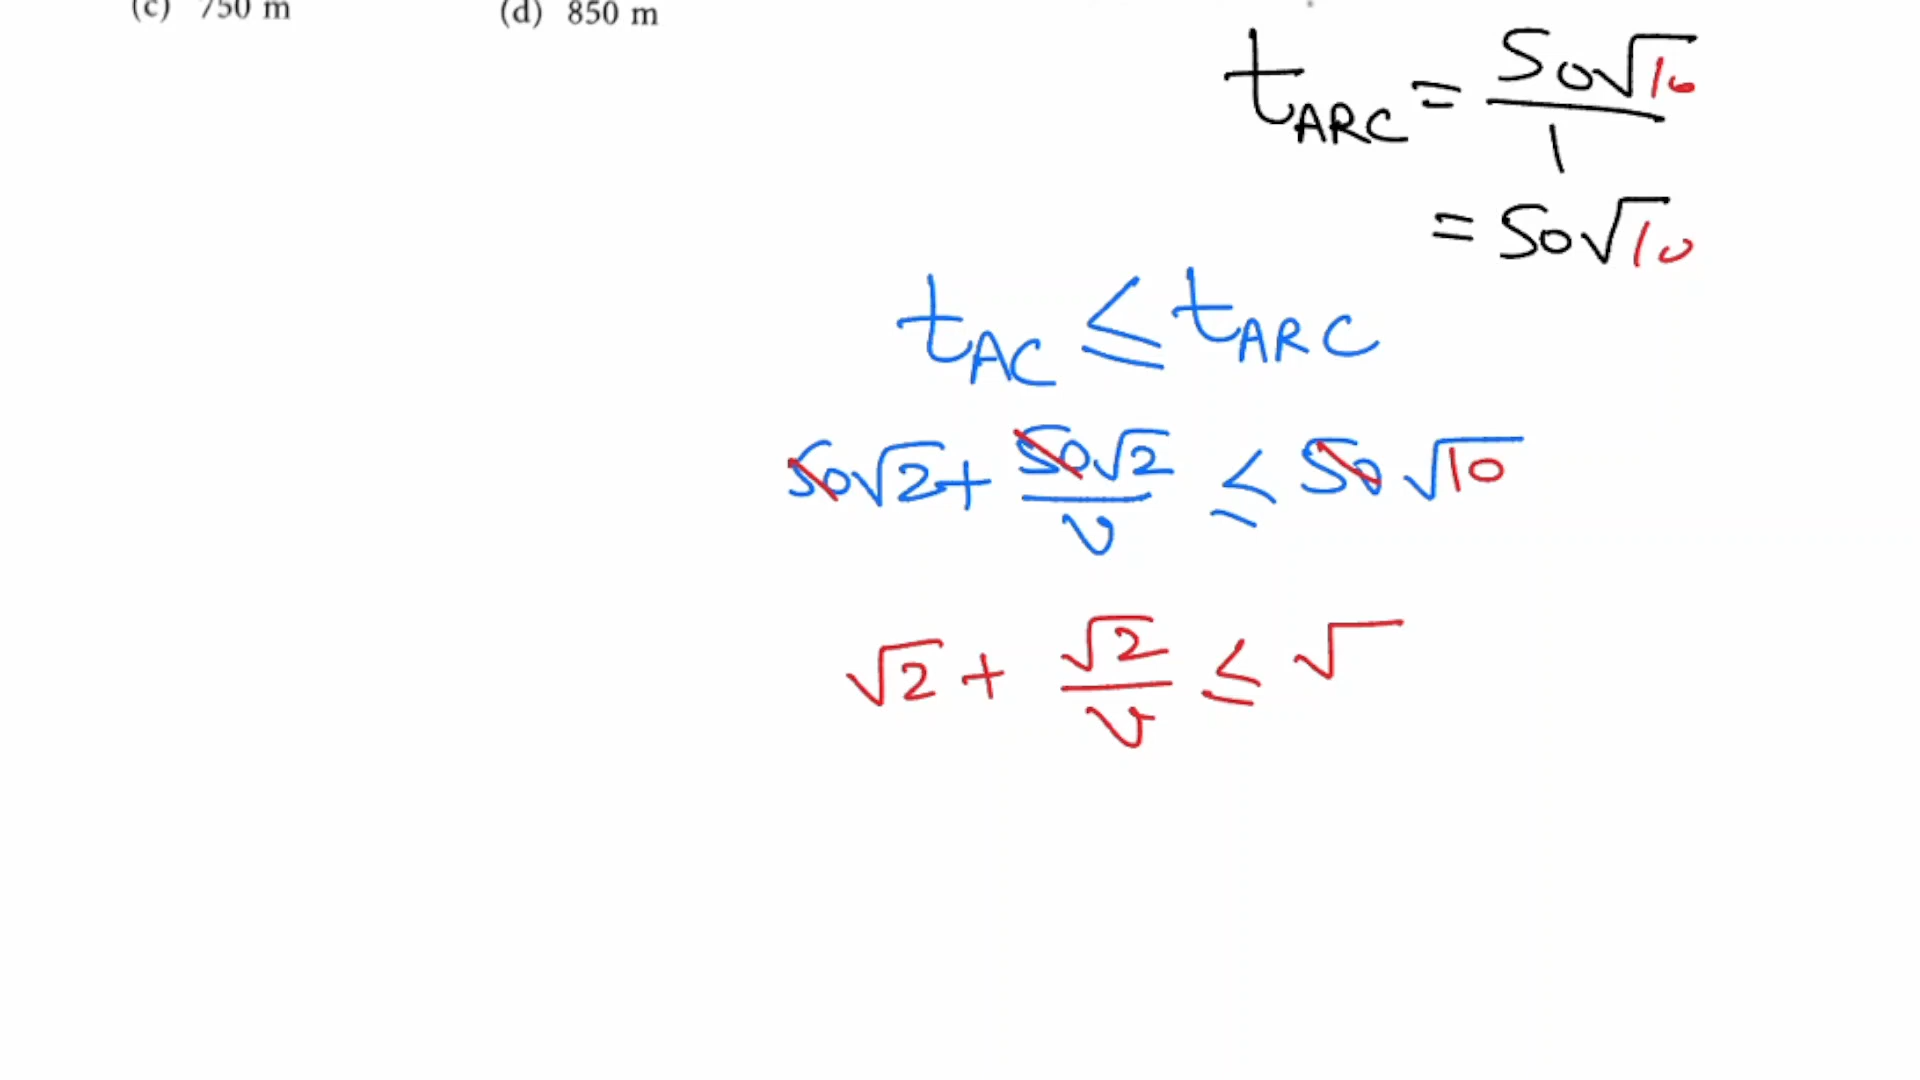 (c) 750 m (d) 850 m
t_ARC = 50√10 / 1
= 50√10
t_AC ≤ t_ARC
50√2 + 50√2 / v ≤ 50√10
√2 + √2 / v ≤ √